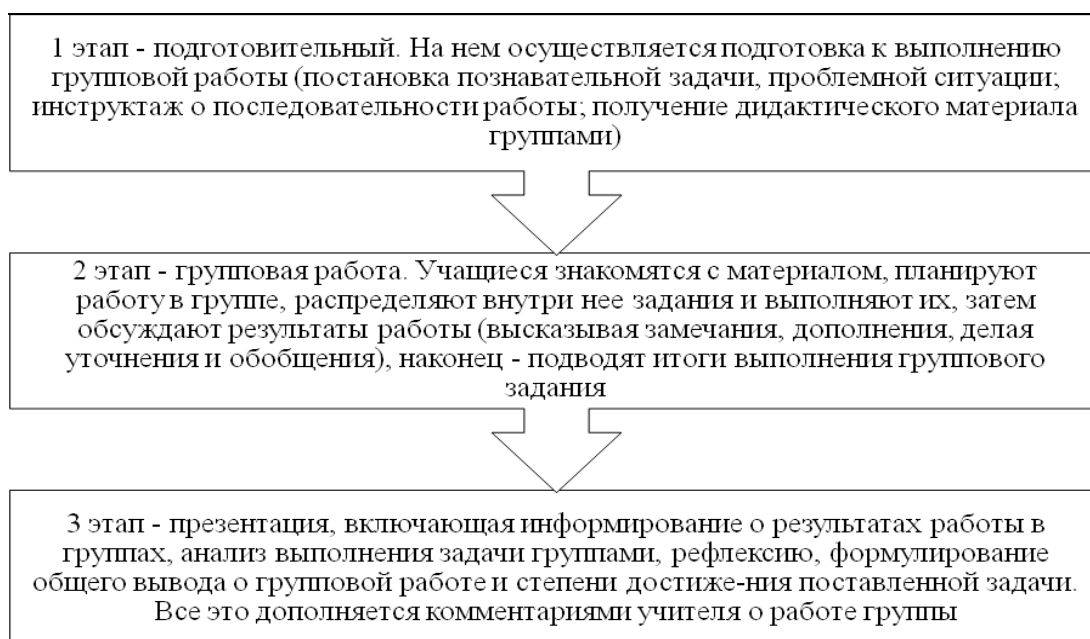 1 этап - подготовительный. На нем осуществляется подготовка к выполнению
групповой работы (постановка познавательной задачи, проблемной ситуации;
инструктаж о последовательности работы; получение дидактического материала
группами)
2 этап - групповая работа. Учащиеся знакомятся с материалом, планируют
работу в группе, распределяют внутри нее задания и выполняют их, затем
обсуждают результаты работы (высказывая замечания, дополнения, делая
уточнения и обобщения), наконец - подводят итоги выполнения группового
задания
3 этап - презентация, включающая информирование о результатах работы в
группах, анализ выполнения задачи группами, рефлексию, формулирование
общего вывода о групповой работе и степени достиже-ния поставленной задачи.
Все это дополняется комментариями учителя о работе группы